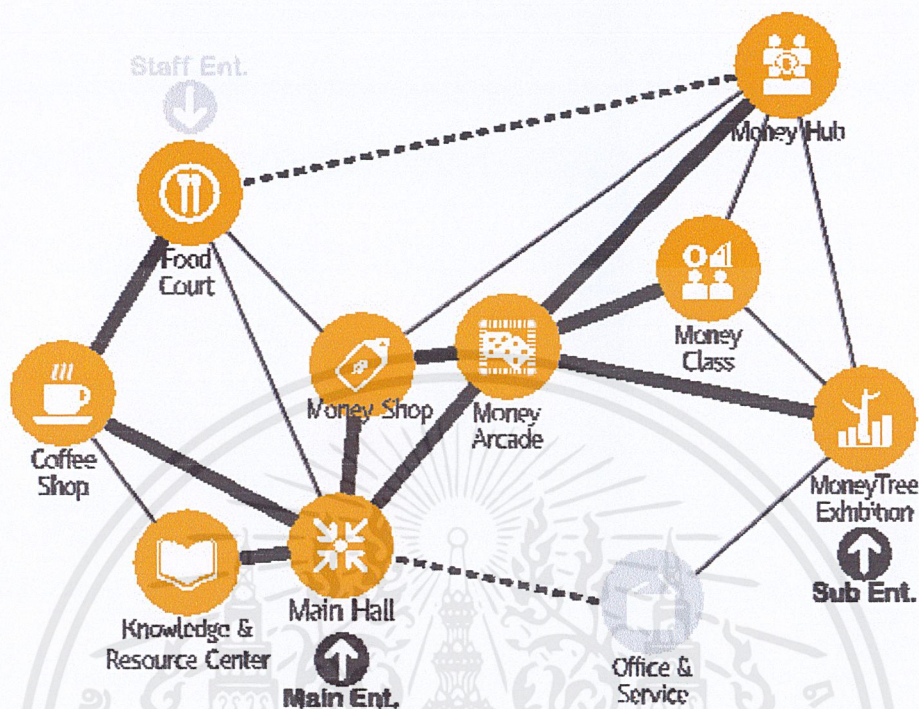 Staff Ent.
Money Hub
Food
Court
Money
Class
Money Shop
Money
Arcade
Coffee
Shop
MoneyTree
Exhibition
Sub Ent.
Main Hall
Knowledge &
Resource Center
Office &
Service
Main Ent.